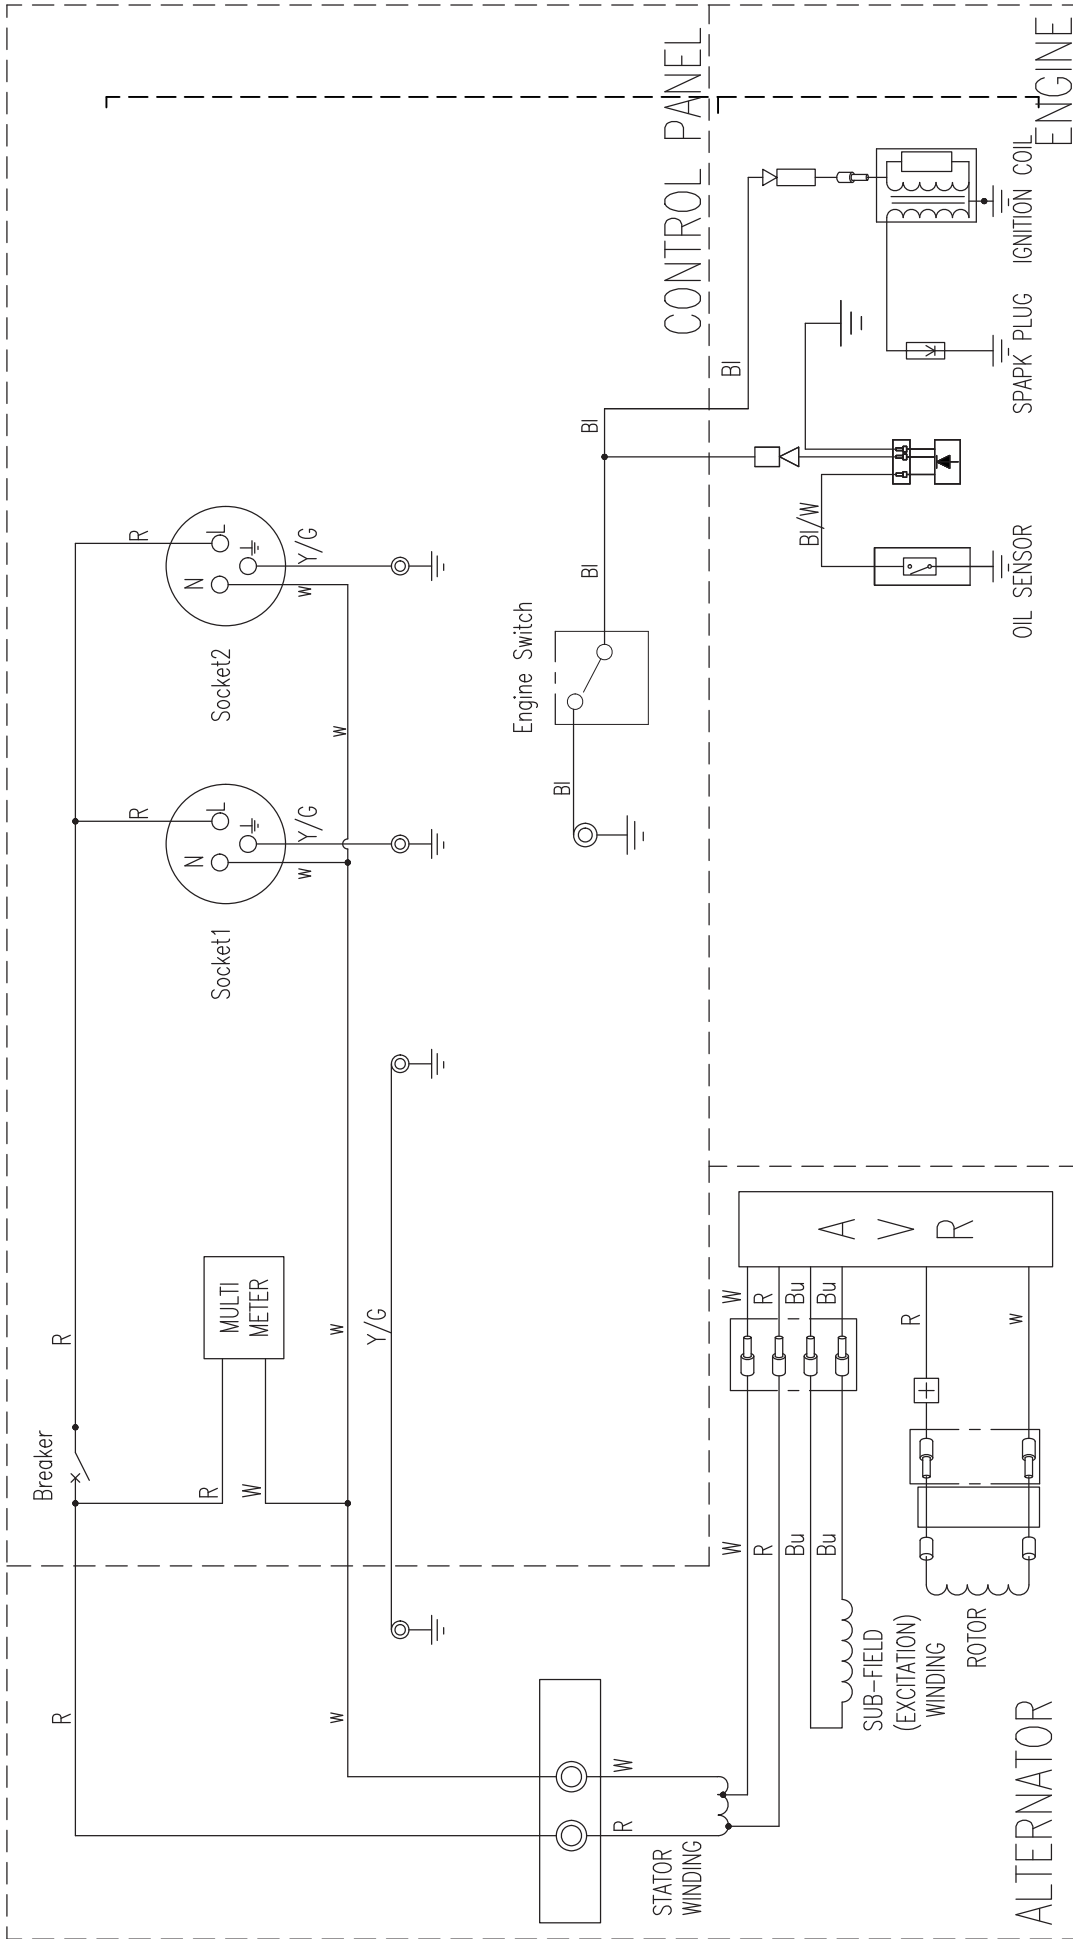 CONTROL PANEL
ENGINE
ALTERNATOR
Breaker
R
R
R
R
R
W
MULTI
METER
W
W
W
Y/G
Socket1
N
L
W
Y/G
Socket2
N
L
W
Y/G
Engine Switch
Bl
Bl
Bl
Bl
Bl/W
OIL SENSOR
SPAPK PLUG
IGNITION COIL
R
W
STATOR
WINDING
W
R
Bu
Bu
W
R
Bu
Bu
A V R
R
W
SUB-FIELD
(EXCITATION)
WINDING
ROTOR